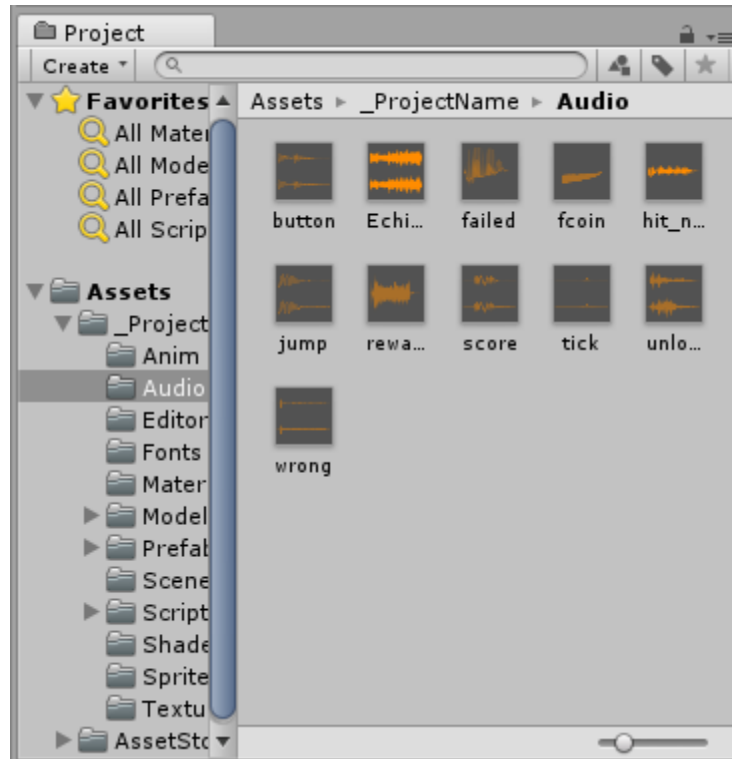 Project
Create
Favorites
All Mater
All Mode
All Prefa
All Scrip
Assets
_Project
Anim
Audio
Editor
Fonts
Mater
Model
Prefab
Scene
Script
Shade
Sprite
Textu
AssetSto
Assets ▸ _ProjectName ▸ Audio
button Echi... failed fcoin hit_n...
jump rewa... score tick unlo...
wrong